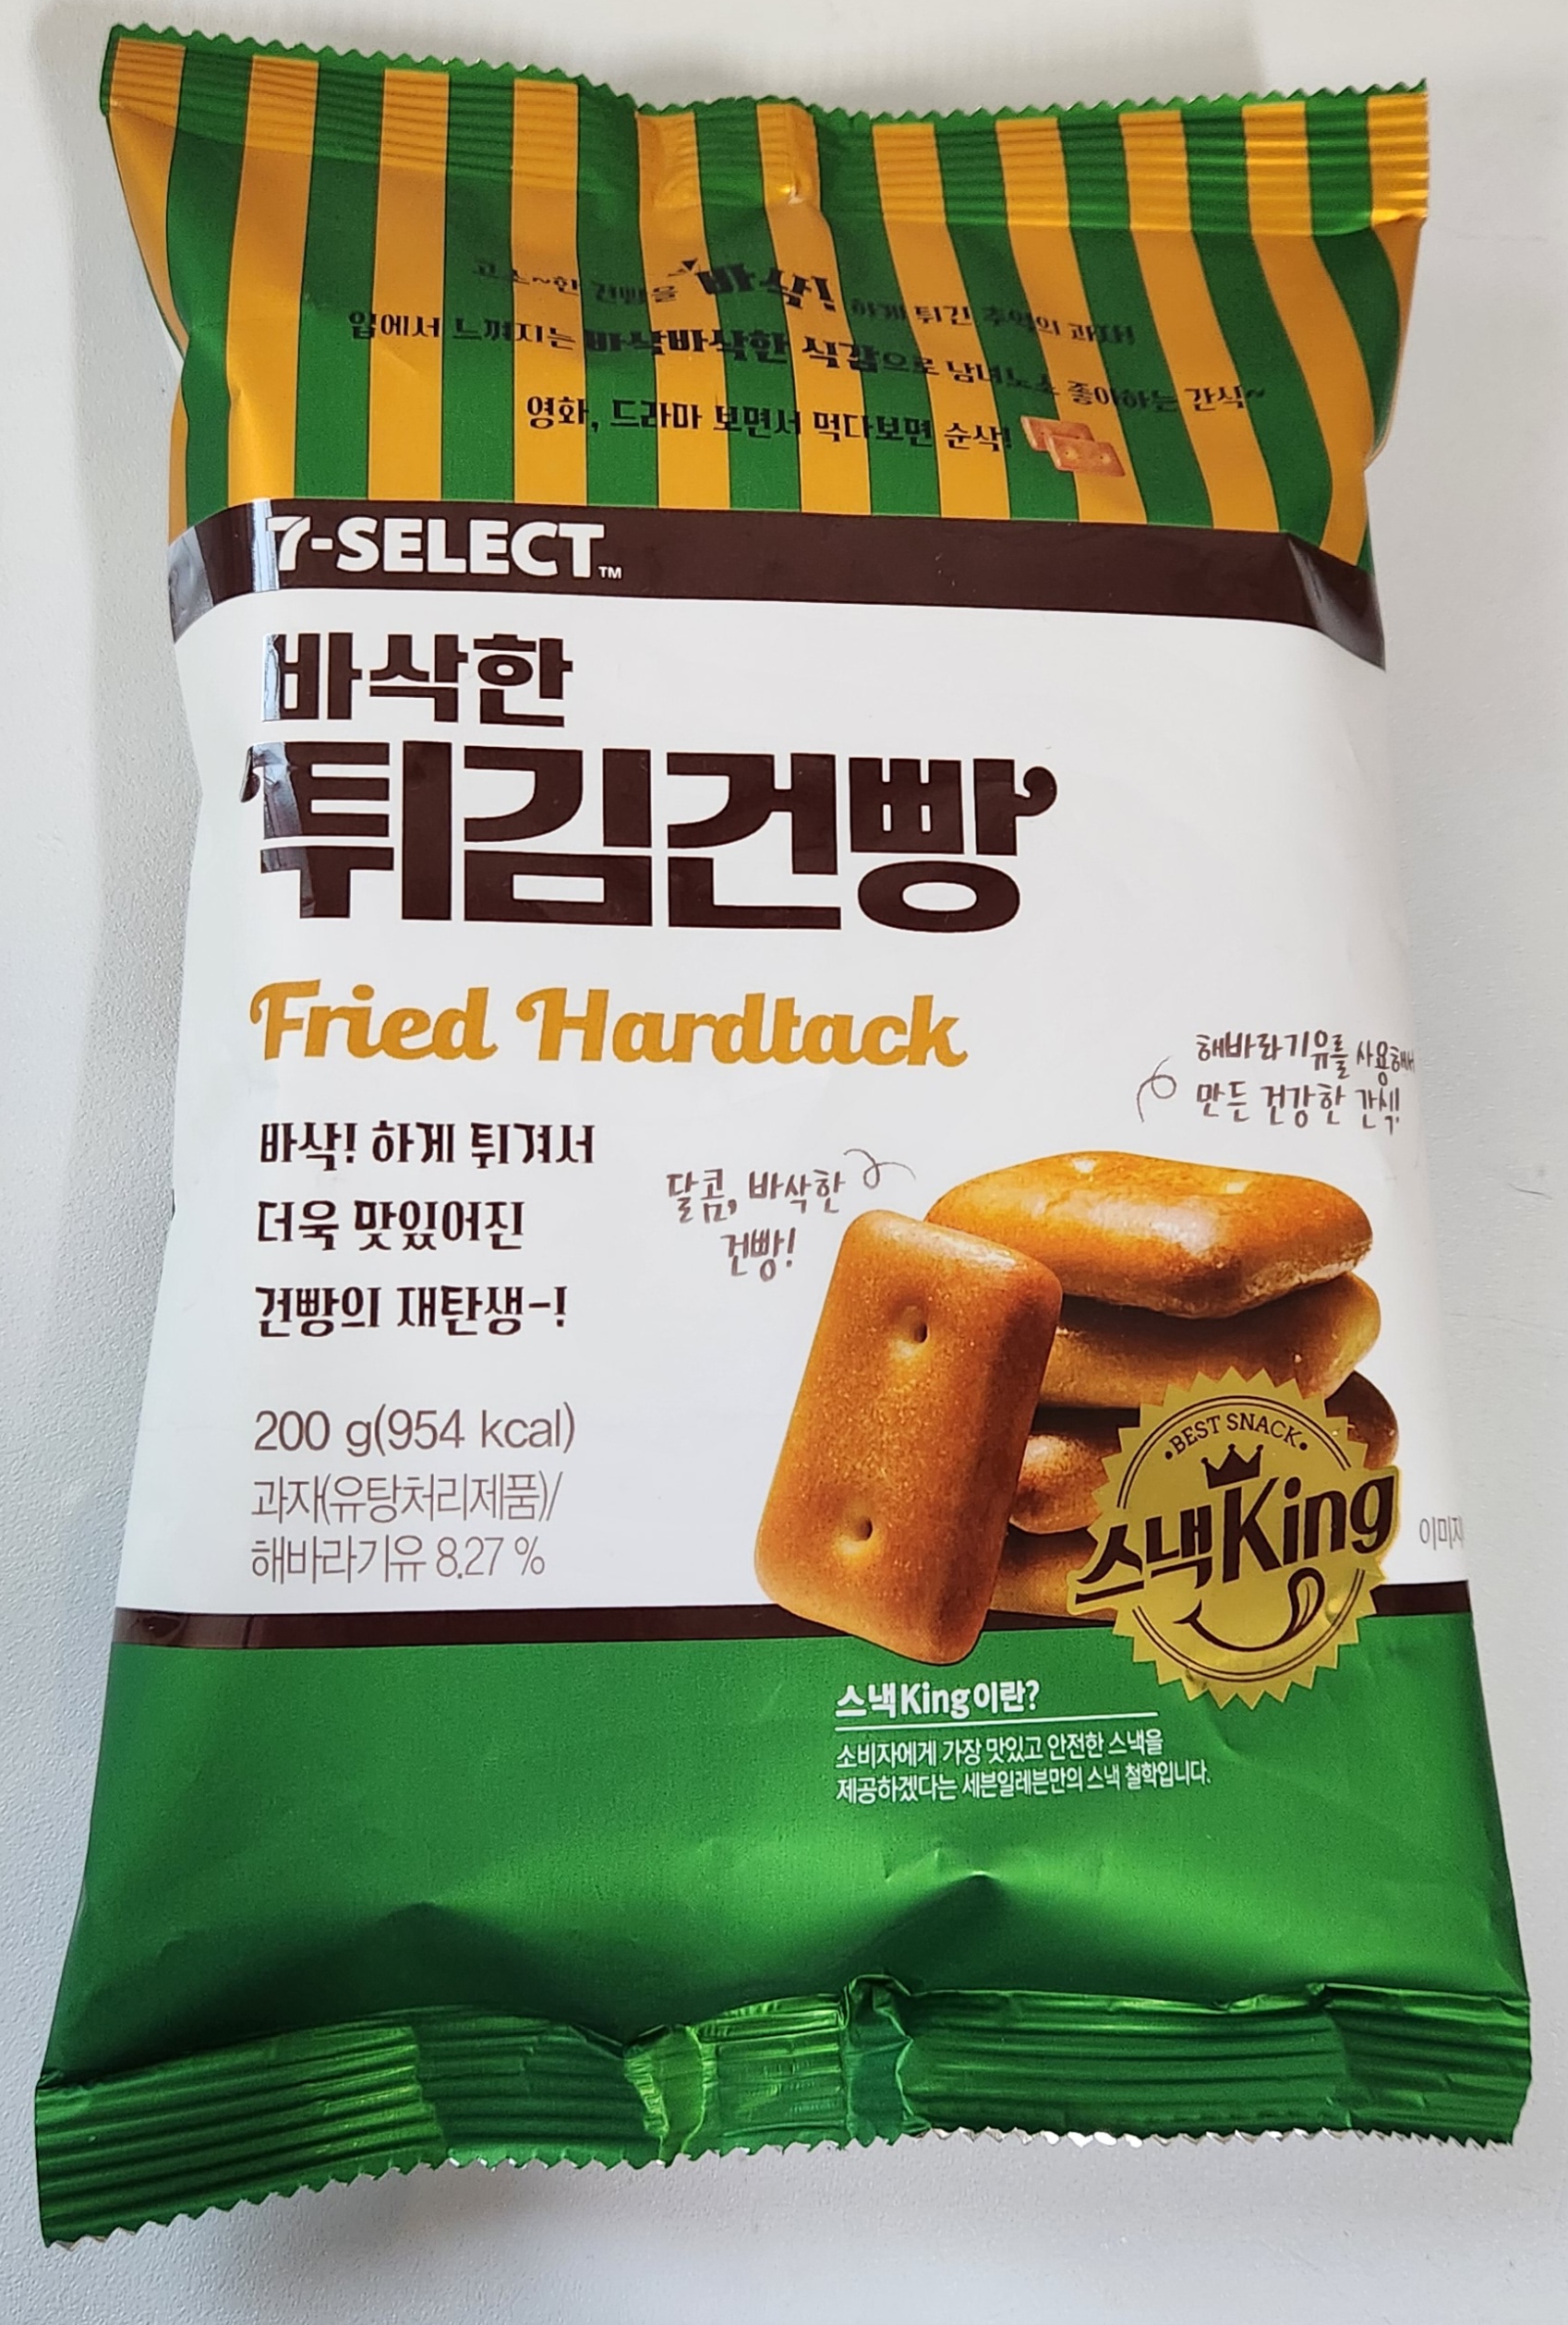 고소~한 건빵을 바삭! 하게 튀긴 추억의 과자!
입에서 느껴지는 바삭바삭한 식감으로 남녀노소 좋아하는 간식~
영화, 드라마 보면서 먹다보면 순삭!
7-SELECT™
바삭한
'튀김건빵'
Fried Hardtack
해바라기유를 사용해서
만든 건강한 간식!
바삭! 하게 튀겨서
더욱 맛있어진
건빵의 재탄생~!
달콤, 바삭한
건빵!
200 g(954 kcal)
과자(유탕처리제품)/
해바라기유 8.27 %
•BEST SNACK•
스낵King
스낵King이란?
소비자에게 가장 맛있고 안전한 스낵을
제공하겠다는 세븐일레븐만의 스낵 철학입니다.